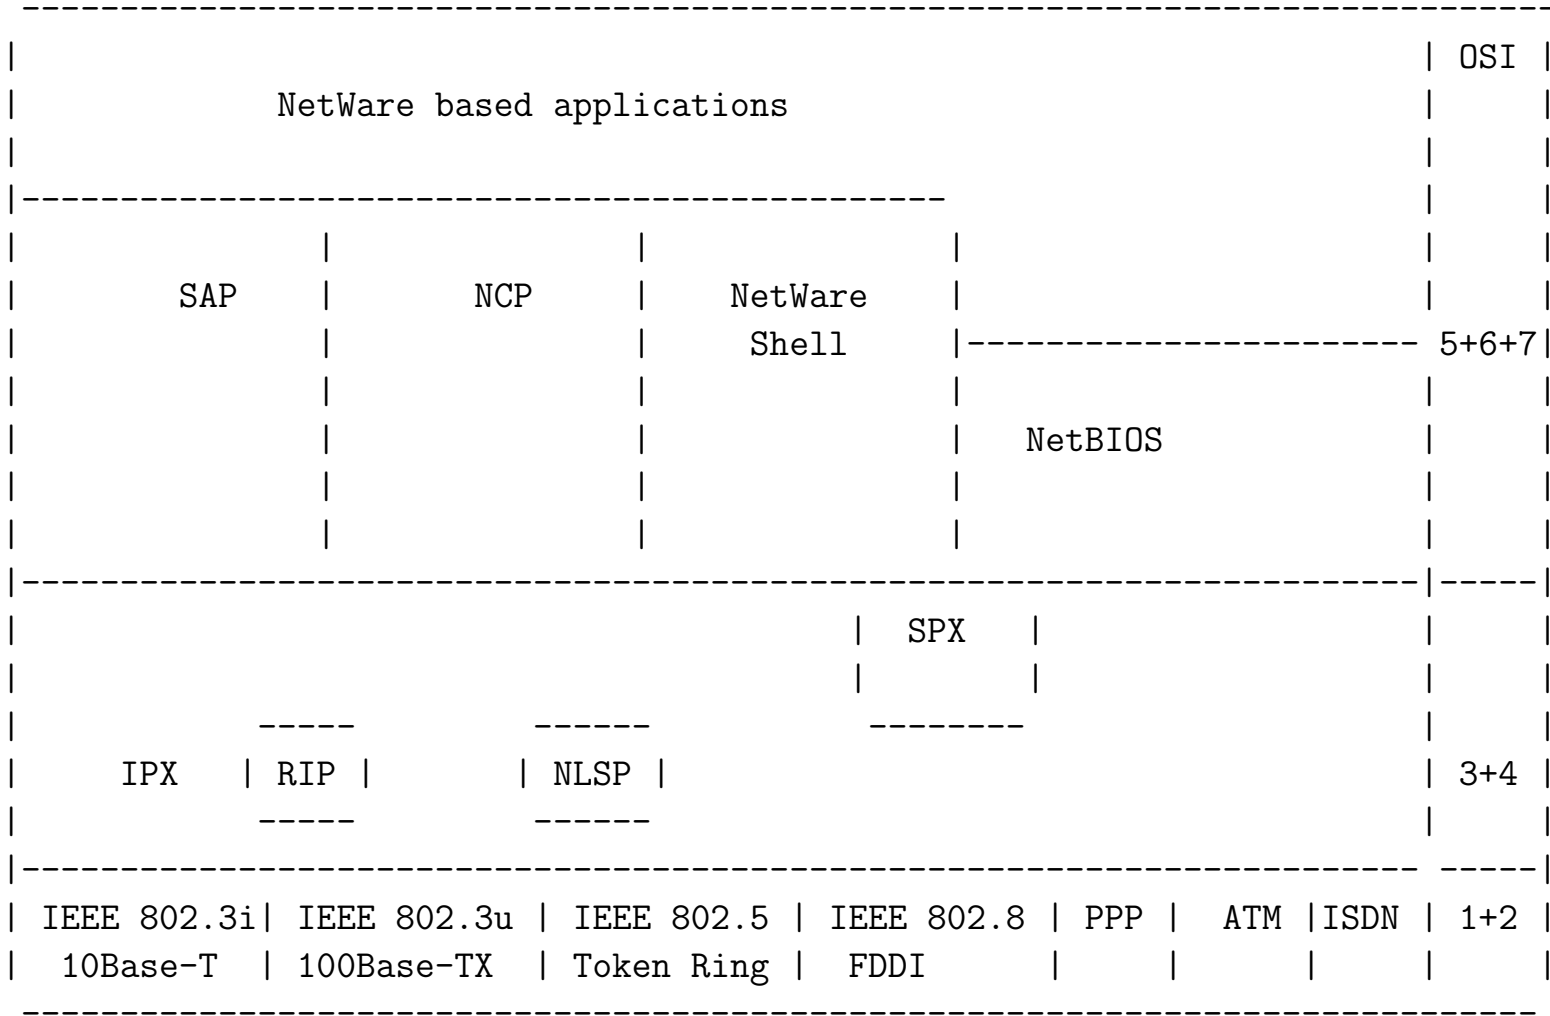 OSI
NetWare based applications
SAP NCP NetWare
Shell 5+6+7
NetBIOS
SPX
IPX RIP NLSP 3+4
IEEE 802.3i IEEE 802.3u IEEE 802.5 IEEE 802.8 PPP ATM ISDN 1+2
10Base-T 100Base-TX Token Ring FDDI